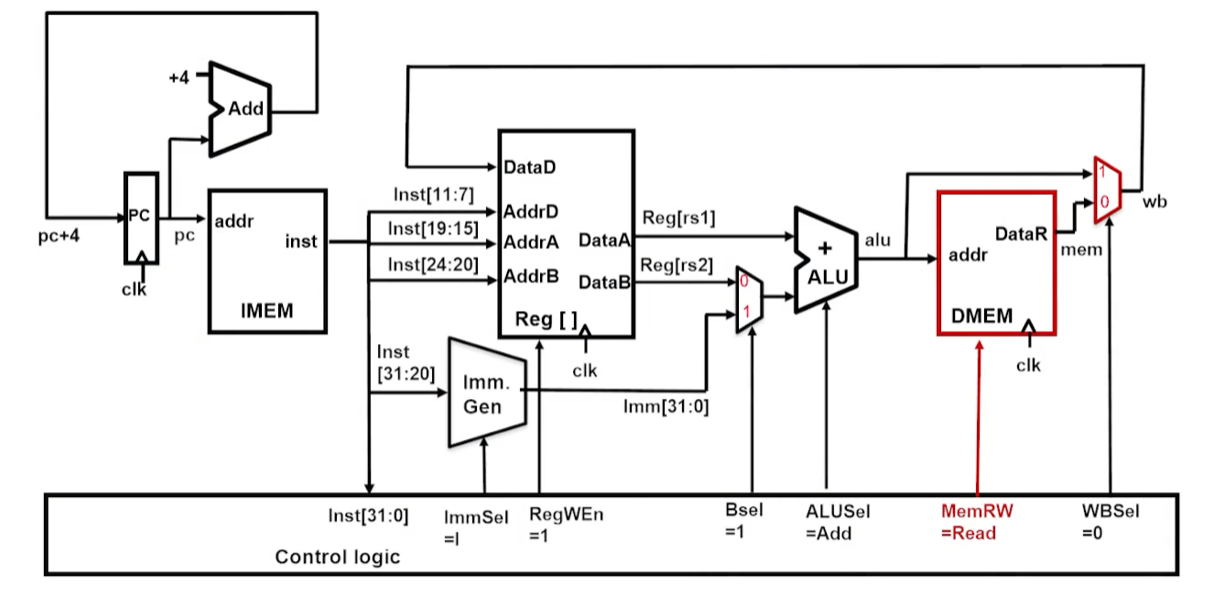 +4
Add
PC
pc+4
pc
clk
addr
inst
IMEM
Inst[11:7]
Inst[19:15]
Inst[24:20]
Inst
[31:20]
DataD
AddrD
AddrA
AddrB
DataA
DataB
Reg [ ]
clk
Imm.
Gen
Imm[31:0]
Reg[rs1]
Reg[rs2]
0
1
+
ALU
alu
addr
DataR
DMEM
clk
mem
1
0
wb
Inst[31:0]
ImmSel
=I
RegWEn
=1
Bsel
=1
ALUSel
=Add
MemRW
=Read
WBSel
=0
Control logic